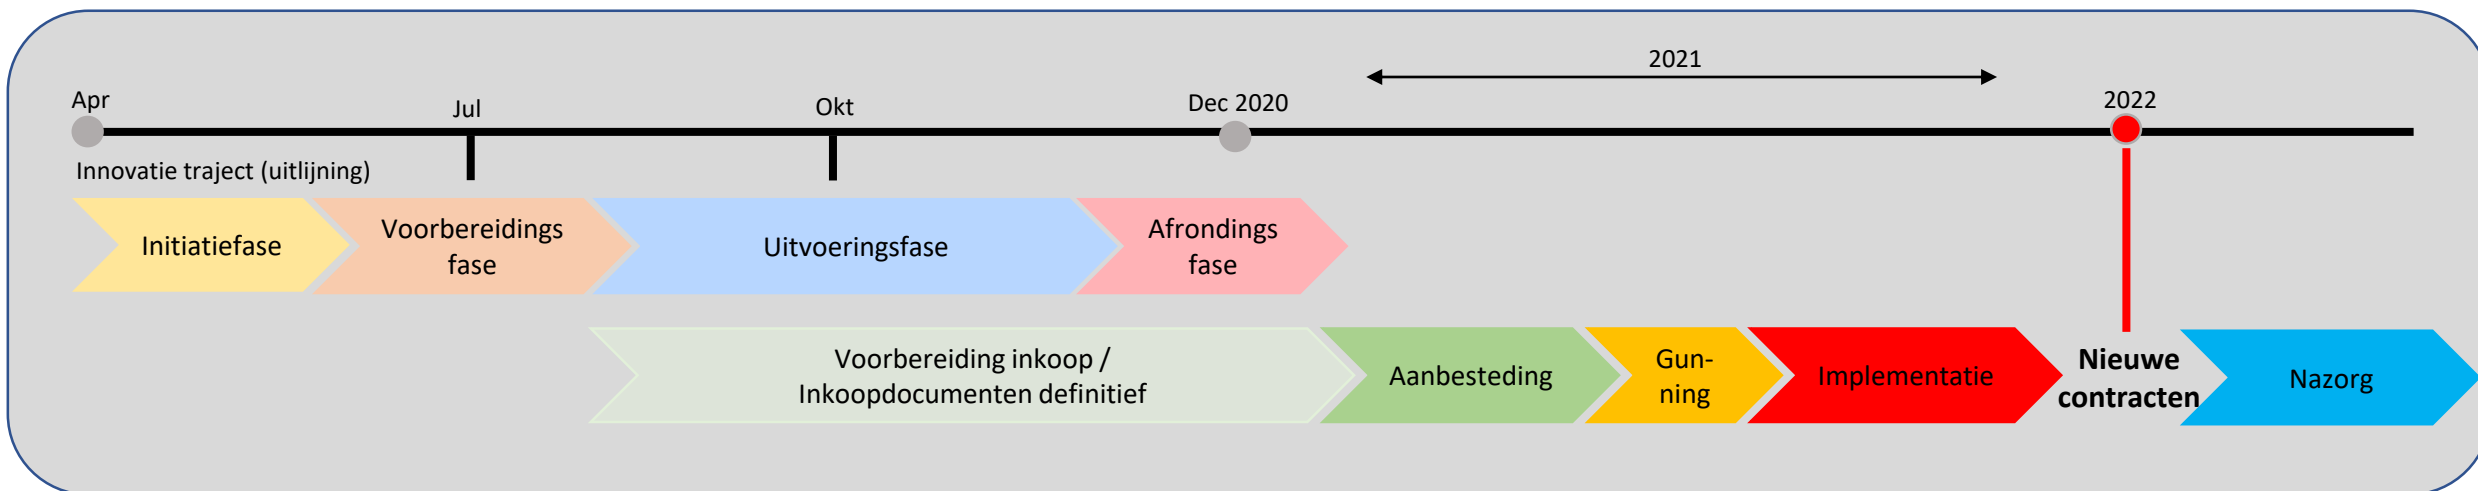 2021
Apr
Jul
Okt
Dec 2020
2022
Innovatie traject (uitlijning)
Initiatiefase
Voorbereidings
fase
Uitvoeringsfase
Afrondings
fase
Voorbereiding inkoop /
Inkoopdocumenten definitief
Aanbesteding
Gun-
ning
Implementatie
Nieuwe
contracten
Nazorg